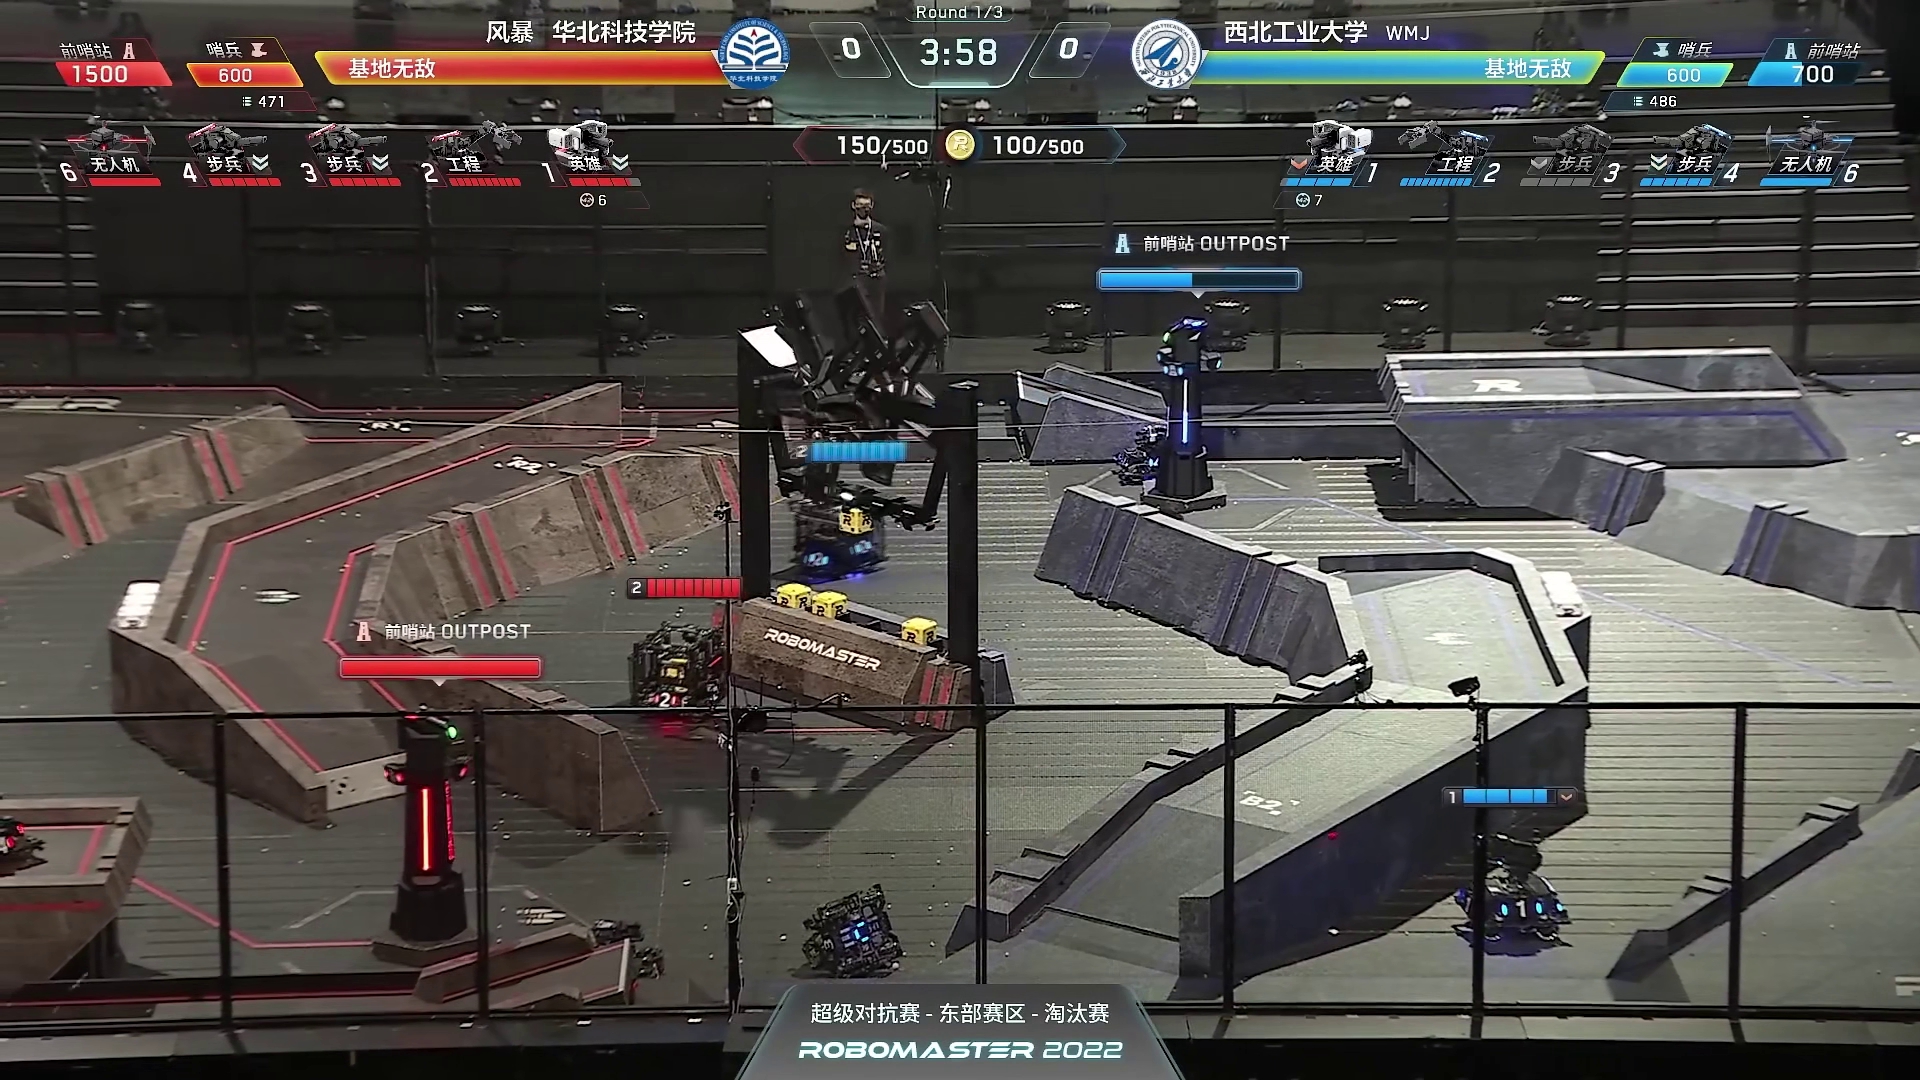 Round 1/3
风暴 华北科技学院
0
3:58
0
西北工业大学 WMJ
前哨站
1500
哨兵
600
471
基地无敌
基地无敌
哨兵
600
486
前哨站
700
150/500
100/500
6 无人机
4 步兵
3 步兵
2 工程
1 英雄
6
英雄 1
7
工程 2
步兵 3
步兵 4
无人机 6
前哨站 OUTPOST
2
2
前哨站 OUTPOST
R1
R2
R
ROBOMASTER
2
B2
1
1
超级对抗赛 - 东部赛区 - 淘汰赛
ROBOMASTER 2022